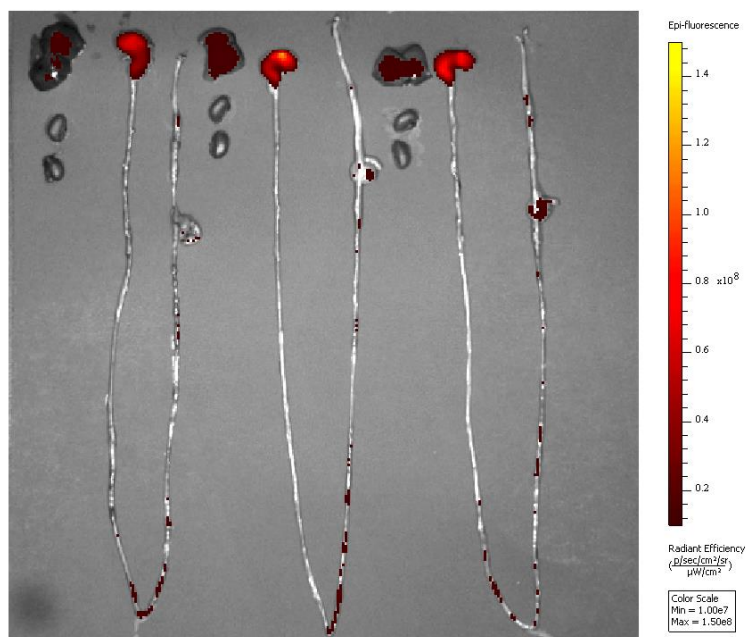 Epi-fluorescence
1.4
1.2
1.0
0.8 x10⁸
0.6
0.4
0.2
Radiant Efficiency
(p/sec/cm²/sr
µW/cm²)
Color Scale
Min = 1.00e7
Max = 1.50e8